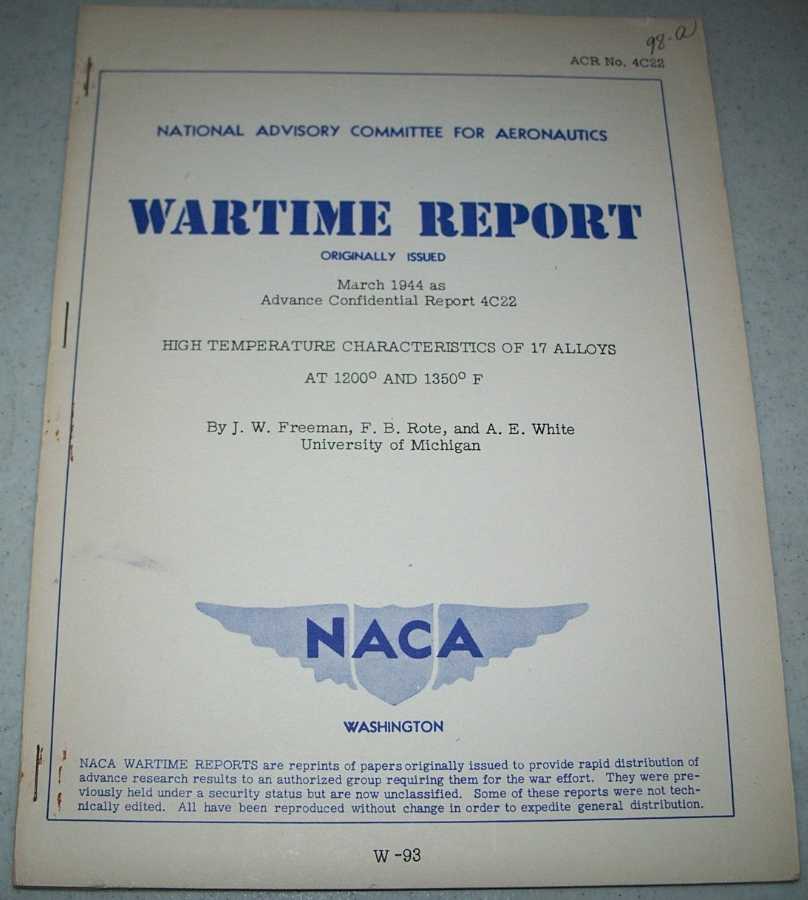 98-a
ACR No. 4C22
NATIONAL ADVISORY COMMITTEE FOR AERONAUTICS
WARTIME REPORT
ORIGINALLY ISSUED
March 1944 as
Advance Confidential Report 4C22
HIGH TEMPERATURE CHARACTERISTICS OF 17 ALLOYS
AT 1200° AND 1350° F
By J. W. Freeman, F. B. Rote, and A. E. White
University of Michigan
NACA
WASHINGTON
NACA WARTIME REPORTS are reprints of papers originally issued to provide rapid distribution of
advance research results to an authorized group requiring them for the war effort. They were pre-
viously held under a security status but are now unclassified. Some of these reports were not tech-
nically edited. All have been reproduced without change in order to expedite general distribution.
W -93